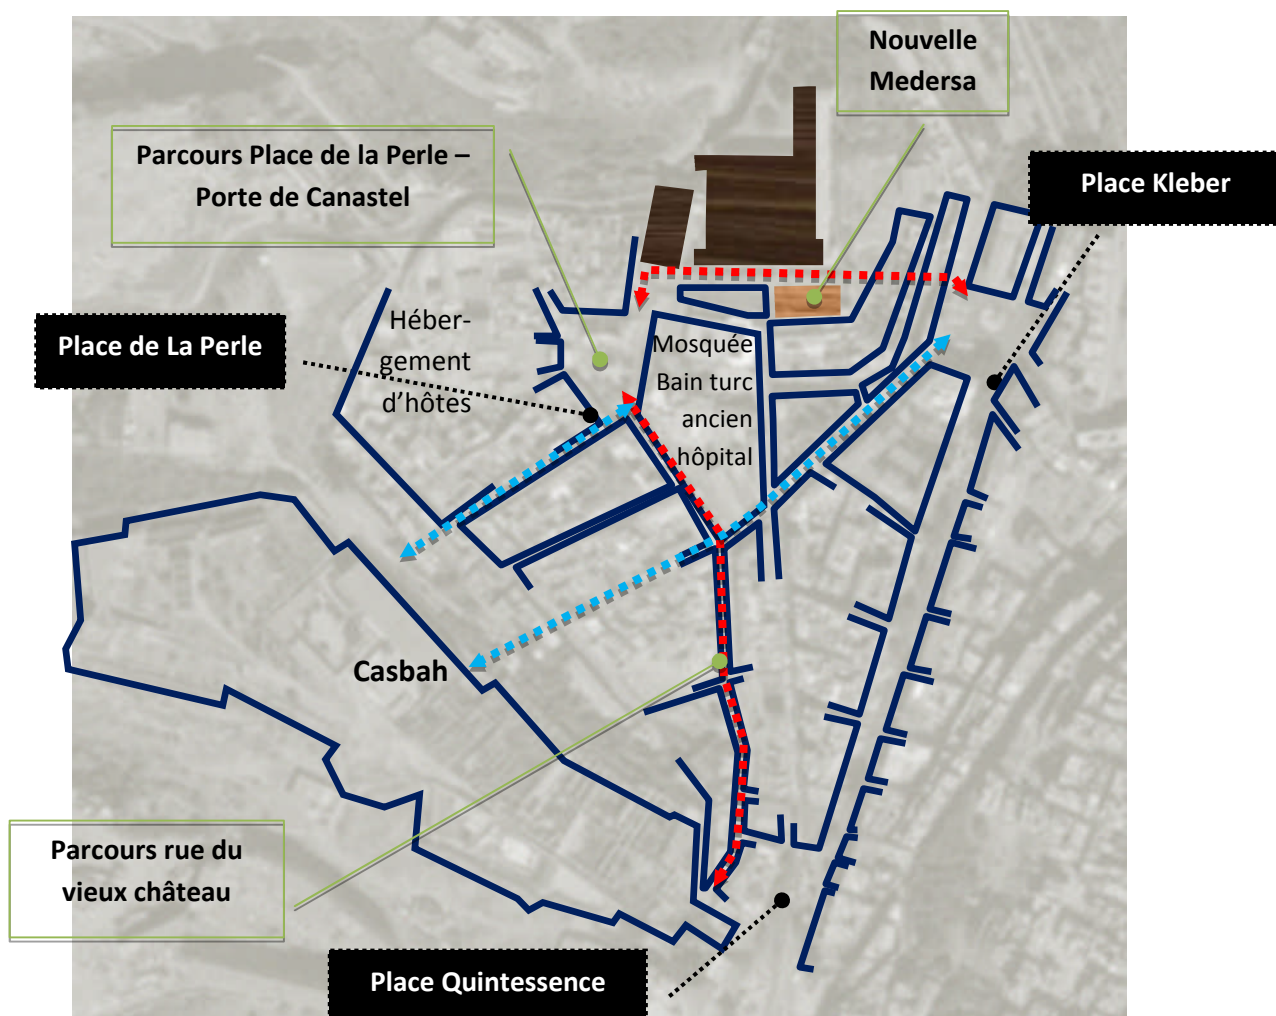 Nouvelle
Medersa
Parcours Place de la Perle –
Porte de Canastel
Place Kleber
Place de La Perle
Héber-
gement
d’hôtes
Mosquée
Bain turc
ancien
hôpital
Casbah
Parcours rue du
vieux château
Place Quintessence